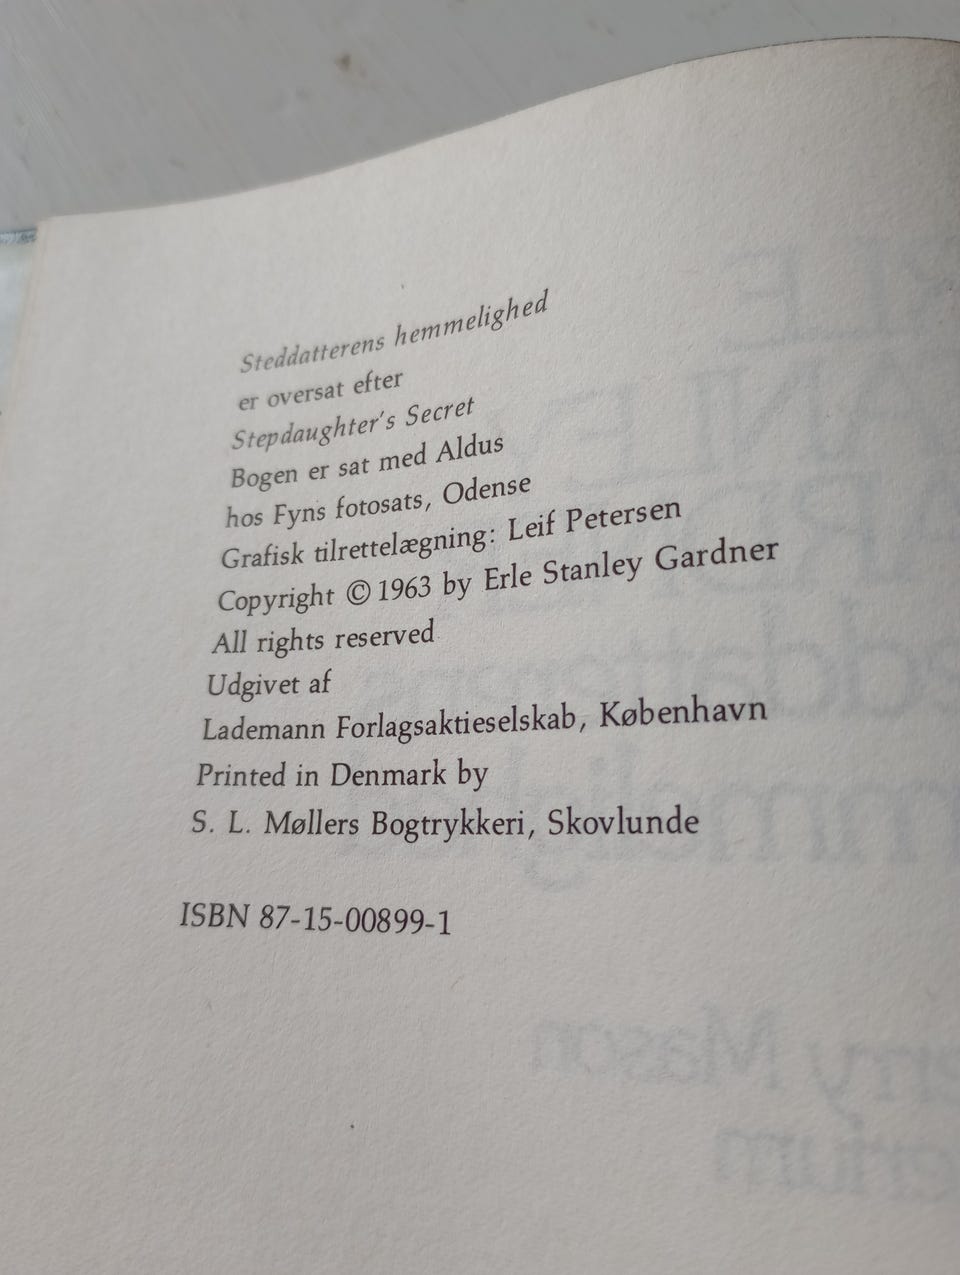 Steddatterens hemmelighed
er oversat efter
Stepdaughter's Secret
Bogen er sat med Aldus
hos Fyns fotosats, Odense
Grafisk tilrettelægning: Leif Petersen
Copyright © 1963 by Erle Stanley Gardner
All rights reserved
Udgivet af
Lademann Forlagsaktieselskab, København
Printed in Denmark by
S. L. Møllers Bogtrykkeri, Skovlunde
ISBN 87-15-00899-1